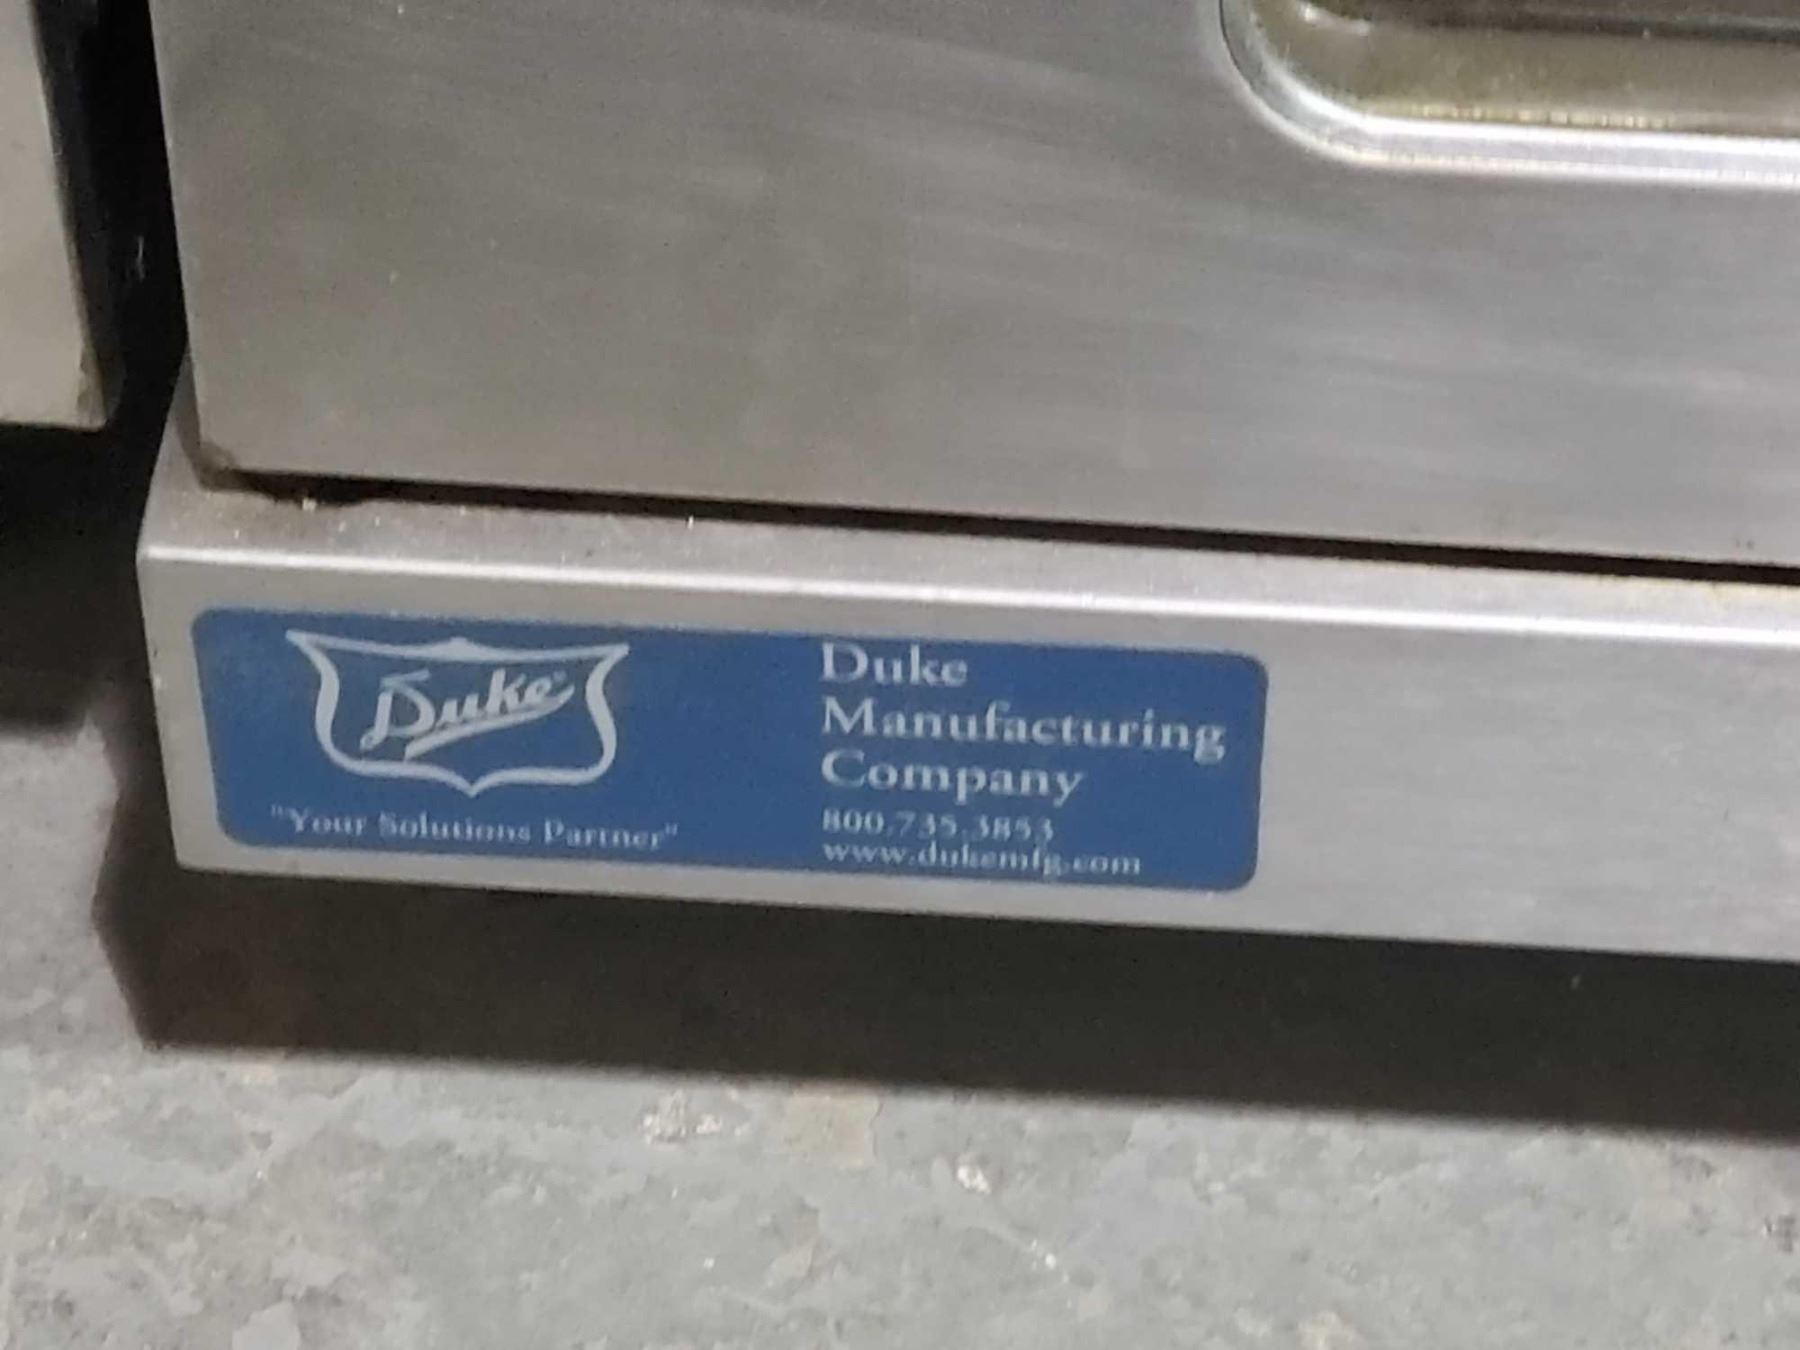 Duke
"Your Solutions Partner"
Duke
Manufacturing
Company
800.735.3853
www.dukemfg.com